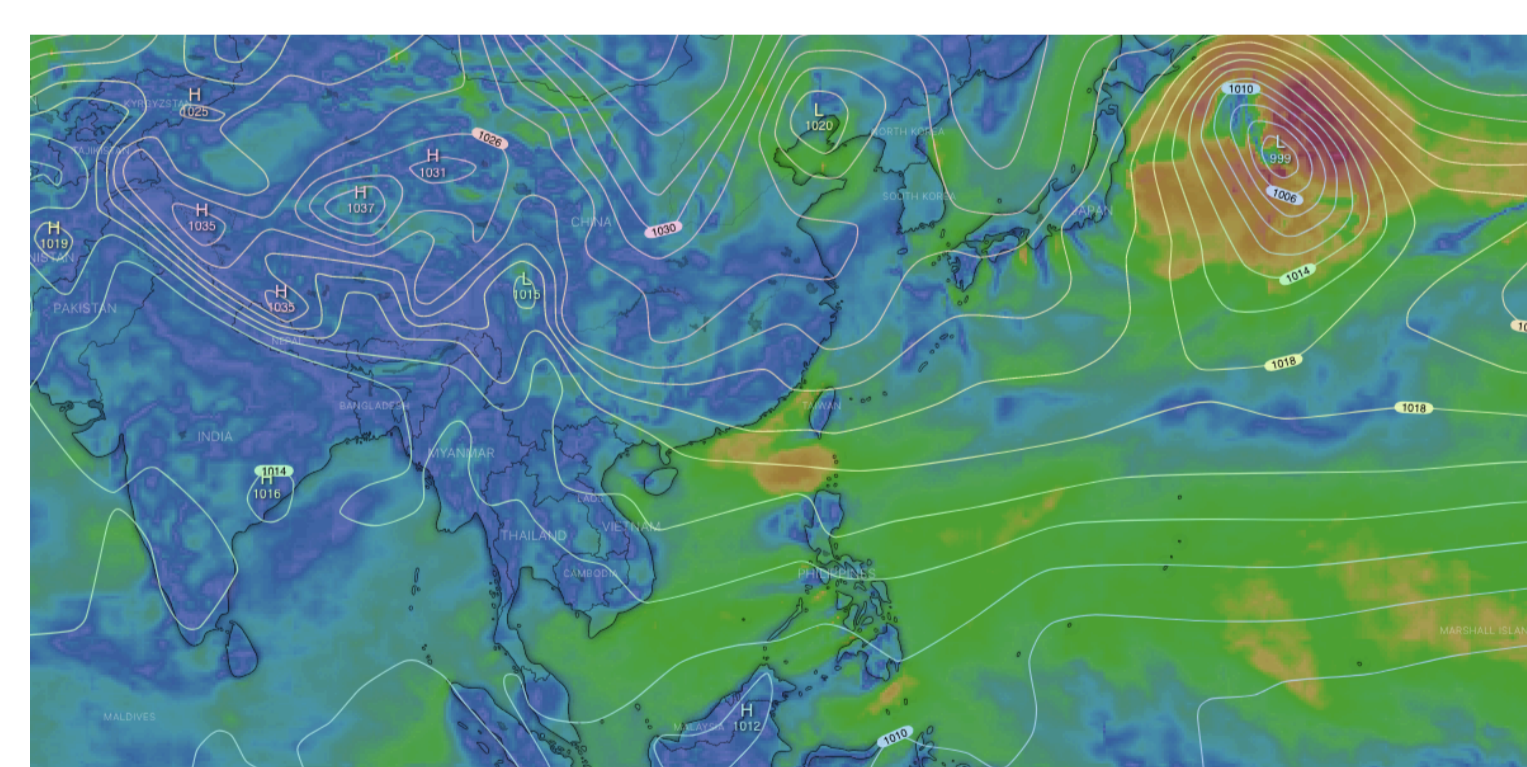 1010
H
KYRGYZSTAN
1025
L
1020
NORTH KOREA
1026
TAJIKISTAN
H
1031
L
999
H
1037
SOUTH KOREA
1006
H
1035
JAPAN
CHINA
1030
H
1019
NISTAN
1014
L
1015
H
1035
PAKISTAN
NEPAL
1018
BANGLADESH
TAIWAN
1018
INDIA
MYANMAR
1014
H
1016
LAOS
VIETNAM
THAILAND
CAMBODIA
PHILIPPINES
MARSHALL ISLAN
MALDIVES
H
MALAYSIA
1012
1010